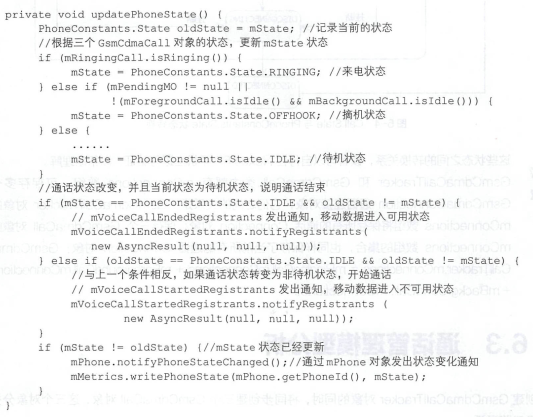 private void updatePhoneState() {
PhoneConstants.State oldState = mState; //记录当前的状态
//根据三个 GsmCdmaCall 对象的状态，更新 mState 状态
if (mRingingCall.isRinging()) {
mState = PhoneConstants.State.RINGING; //来电状态
} else if (mPendingMO != null ||
!(mForegroundCall.isIdle() && mBackgroundCall.isIdle())) {
mState = PhoneConstants.State.OFFHOOK; //摘机状态
} else {
......
mState = PhoneConstants.State.IDLE; //待机状态
}
//通话状态改变，并且当前状态为待机状态，说明通话结束
if (mState == PhoneConstants.State.IDLE && oldState != mState) {
// mVoiceCallEndedRegistrants 发出通知，移动数据进入可用状态
mVoiceCallEndedRegistrants.notifyRegistrants(
new AsyncResult(null, null, null));
} else if (oldState == PhoneConstants.State.IDLE && oldState != mState) {
//与上一个条件相反，如果通话状态转变为非待机状态，开始通话
// mVoiceCallStartedRegistrants 发出通知，移动数据进入不可用状态
mVoiceCallStartedRegistrants.notifyRegistrants (
new AsyncResult(null, null, null));
}
if (mState != oldState) {//mState 状态已经更新
mPhone.notifyPhoneStateChanged();//通过 mPhone 对象发出状态变化通知
mMetrics.writePhoneState(mPhone.getPhoneId(), mState);
}
}